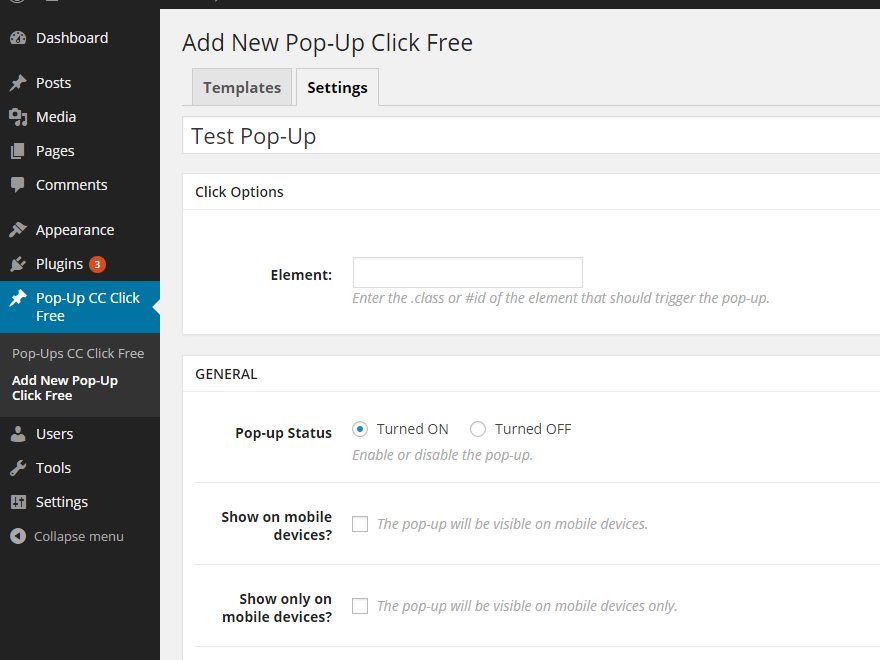 Dashboard
Posts
Media
Pages
Comments
Appearance
Plugins 3
Pop-Up CC Click
Free
Pop-Ups CC Click Free
Add New Pop-Up
Click Free
Users
Tools
Settings
Collapse menu
Add New Pop-Up Click Free
Templates Settings
Test Pop-Up
Click Options
Element:
Enter the .class or #id of the element that should trigger the pop-up.
GENERAL
Pop-up Status Turned ON Turned OFF
Enable or disable the pop-up.
Show on mobile
devices?
The pop-up will be visible on mobile devices.
Show only on
mobile devices?
The pop-up will be visible on mobile devices only.